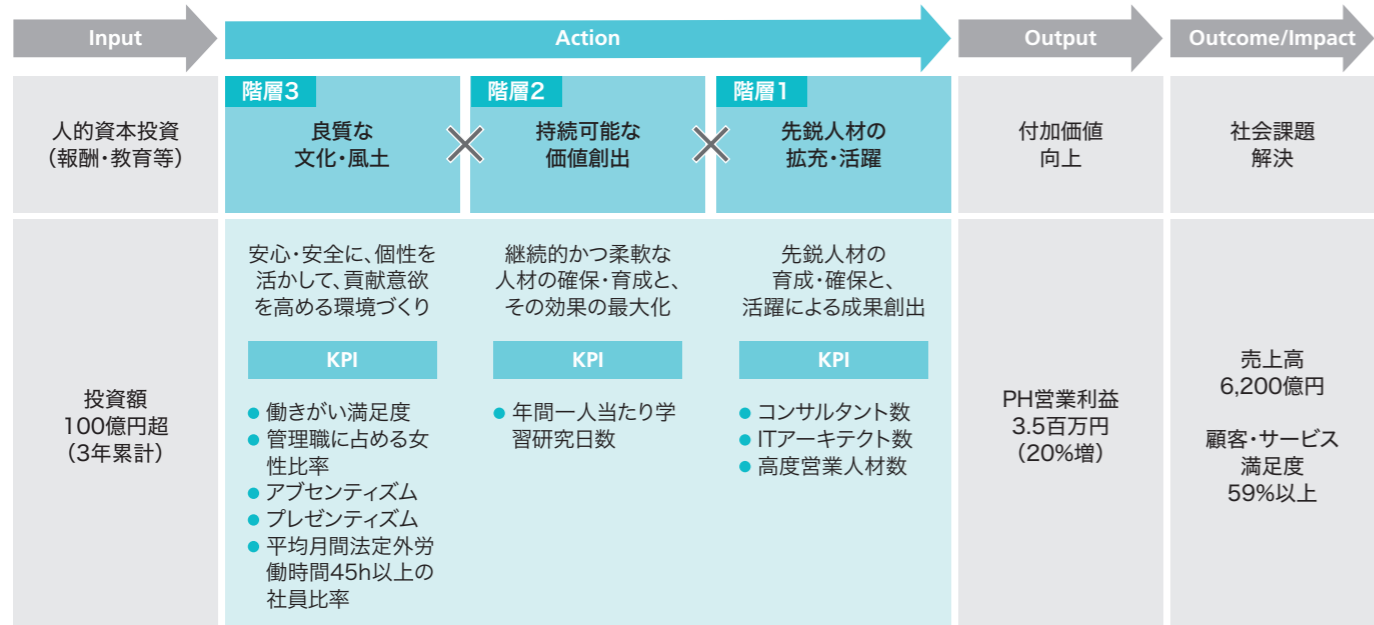 Input
Action
Output
Outcome/Impact
人的資本投資
（報酬・教育等）
階層3
良質な
文化・風土
×
階層2
持続可能な
価値創出
×
階層1
先鋭人材の
拡充・活躍
付加価値
向上
社会課題
解決
投資額
100億円超
（3年累計）
安心・安全に、個性を
活かして、貢献意欲
を高める環境づくり
KPI
● 働きがい満足度
● 管理職に占める女
性比率
● アブセンティズム
● プレゼンティズム
● 平均月間法定外労
働時間45h以上の
社員比率
継続的かつ柔軟な
人材の確保・育成と、
その効果の最大化
KPI
● 年間一人当たり学
習研究日数
先鋭人材の
育成・確保と、
活躍による成果創出
KPI
● コンサルタント数
● ITアーキテクト数
● 高度営業人材数
PH営業利益
3.5百万円
（20%増）
売上高
6,200億円
顧客・サービス
満足度
59%以上